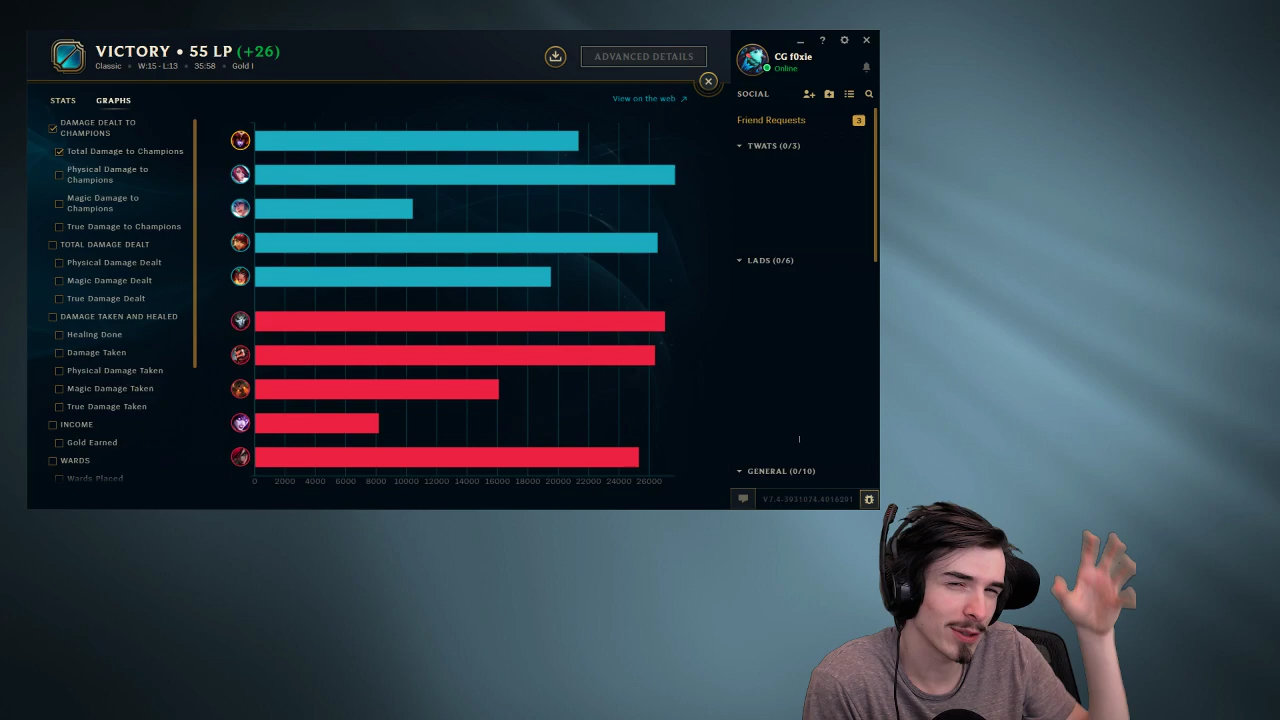 VICTORY • 55 LP (+26)
Classic • W:15 - L:13 • 35:58 • Gold I
ADVANCED DETAILS
? 
CG f0xie
Online
STATS GRAPHS
View on the web
SOCIAL
Friend Requests 3
TWATS (0/3)
LADS (0/6)
GENERAL (0/10)
V7.4-3931074.4016291
DAMAGE DEALT TO
CHAMPIONS
Total Damage to Champions
Physical Damage to
Champions
Magic Damage to
Champions
True Damage to Champions
TOTAL DAMAGE DEALT
Physical Damage Dealt
Magic Damage Dealt
True Damage Dealt
DAMAGE TAKEN AND HEALED
Healing Done
Damage Taken
Physical Damage Taken
Magic Damage Taken
True Damage Taken
INCOME
Gold Earned
WARDS
Wards Placed
0 2000 4000 6000 8000 10000 12000 14000 16000 18000 20000 22000 24000 26000